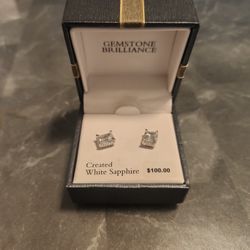 GEMSTONE
BRILLIANCE
Created
White Sapphire $100.00